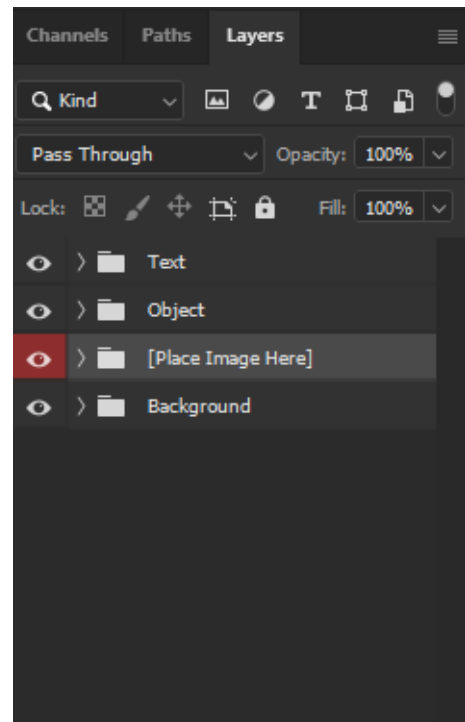 Channels Paths Layers
Kind T
Pass Through Opacity: 100%
Lock: Fill: 100%
Text
Object
[Place Image Here]
Background